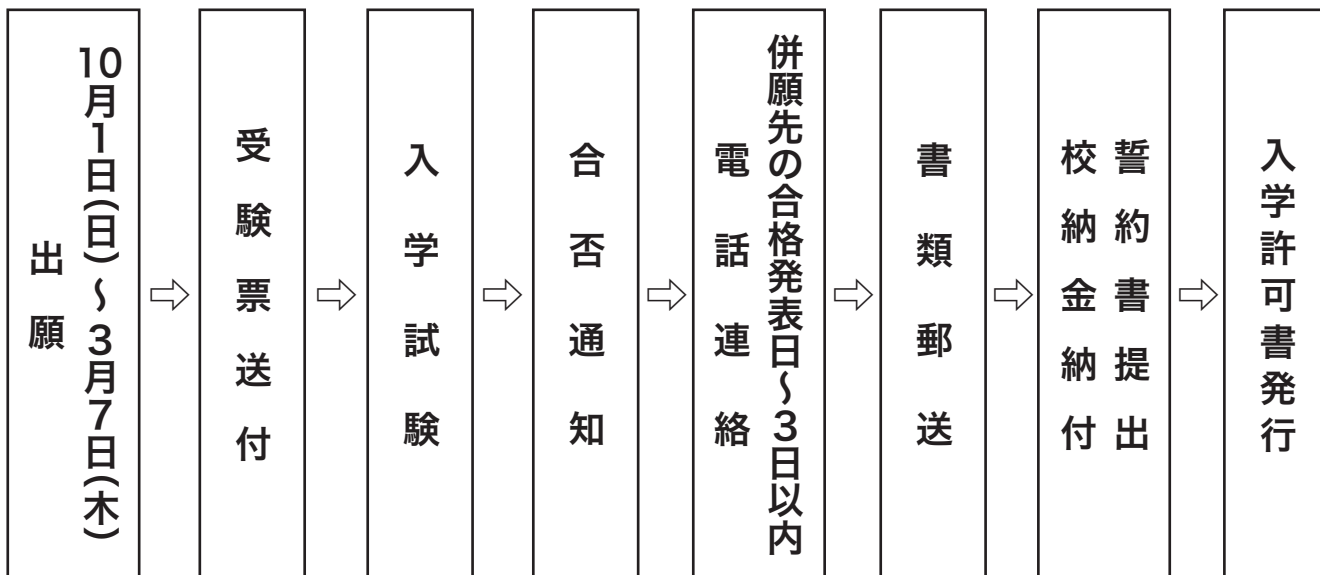 10月1日(日)～3月7日(木)
出願
⇨
受験票送付
⇨
入学試験
⇨
合否通知
⇨
併願先の合格発表日～3日以内
電話連絡
⇨
書類郵送
⇨
誓約書提出
校納金納付
⇨
入学許可書発行